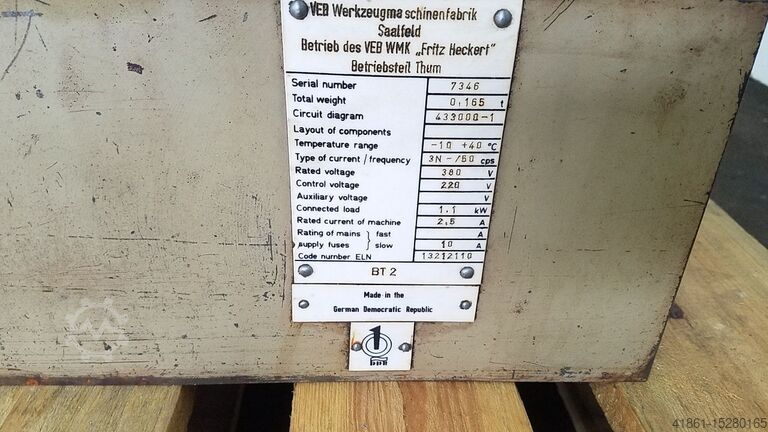 VEB Werkzeugmaschinenfabrik
Saalfeld
Betrieb des VEB WMK „Fritz Heckert"
Betriebsteil Thum
Serial number 7346
Total weight 0,165 t
Circuit diagram 433000-1
Layout of components
Temperature range -10 +40 °C
Type of current / frequency 3N~/50 cps
Rated voltage 380 V
Control voltage 220 V
Auxiliary voltage V
Connected load 1.1 kW
Rated current of machine 2,5 A
Rating of mains } fast A
supply fuses } slow 10 A
Code number ELN 13212110
BT 2
Made in the
German Democratic Republic
1
DDR
41861-15280165